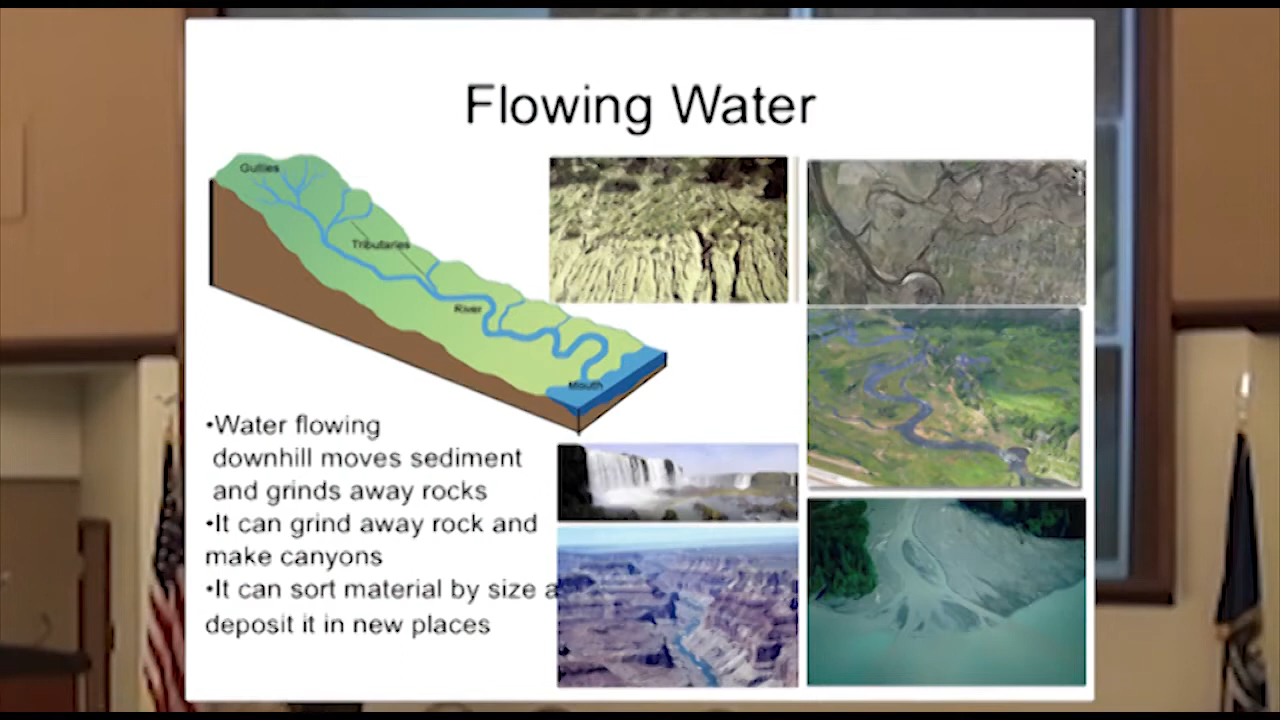 Flowing Water
Gullies
Tributaries
River
Mouth
•Water flowing
downhill moves sediment
and grinds away rocks
•It can grind away rock and
make canyons
•It can sort material by size a
deposit it in new places